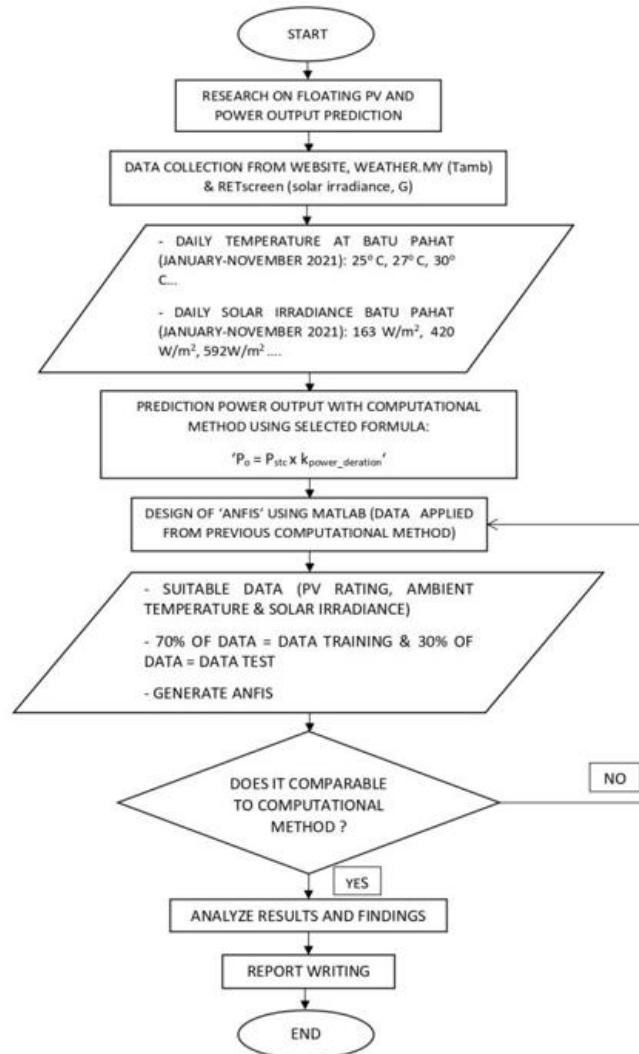 START
RESEARCH ON FLOATING PV AND
POWER OUTPUT PREDICTION
DATA COLLECTION FROM WEBSITE, WEATHER.MY (Tamb)
& RETscreen (solar irradiance, G)
- DAILY TEMPERATURE AT BATU PAHAT
(JANUARY-NOVEMBER 2021): 25⁰ C, 27⁰ C, 30⁰
C...
- DAILY SOLAR IRRADIANCE BATU PAHAT
(JANUARY-NOVEMBER 2021): 163 W/m², 420
W/m², 592W/m² ....
PREDICTION POWER OUTPUT WITH COMPUTATIONAL
METHOD USING SELECTED FORMULA:
'Pₒ = Pstc x kpower_deration'
DESIGN OF 'ANFIS' USING MATLAB (DATA APPLIED
FROM PREVIOUS COMPUTATIONAL METHOD)
- SUITABLE DATA (PV RATING, AMBIENT
TEMPERATURE & SOLAR IRRADIANCE)
- 70% OF DATA = DATA TRAINING & 30% OF
DATA = DATA TEST
- GENERATE ANFIS
DOES IT COMPARABLE
TO COMPUTATIONAL
METHOD ?
NO
YES
ANALYZE RESULTS AND FINDINGS
REPORT WRITING
END